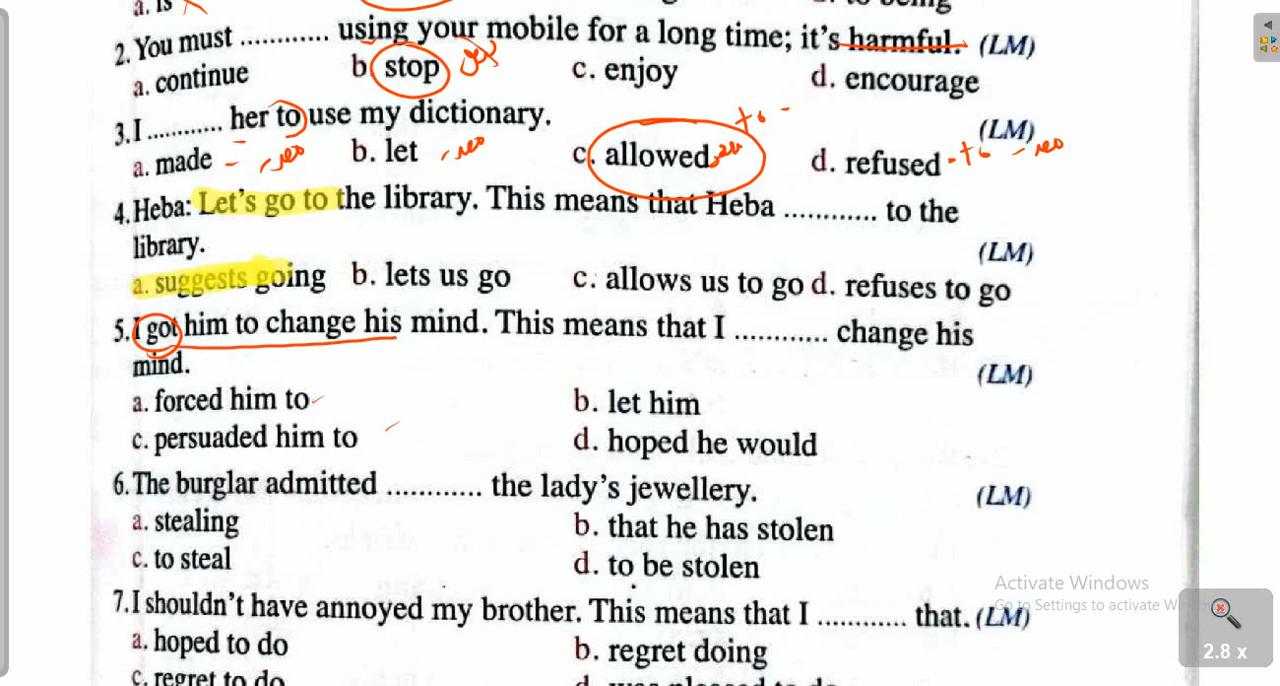 a. is
2. You must ............ using your mobile for a long time; it's harmful. (LM)
a. continue b stop c. enjoy d. encourage
3. I ............ her to use my dictionary. (LM)
a. made b. let c. allowed d. refused
to
to
4. Heba: Let's go to the library. This means that Heba ............ to the
library. (LM)
a. suggests going b. lets us go c. allows us to go d. refuses to go
5. I got him to change his mind. This means that I ............ change his
mind. (LM)
a. forced him to b. let him
c. persuaded him to d. hoped he would
6. The burglar admitted ............ the lady's jewellery. (LM)
a. stealing b. that he has stolen
c. to steal d. to be stolen
7. I shouldn't have annoyed my brother. This means that I ............ that. (LM)
a. hoped to do b. regret doing
c. regret to do
Activate Windows
Go to Settings to activate
2.8 x